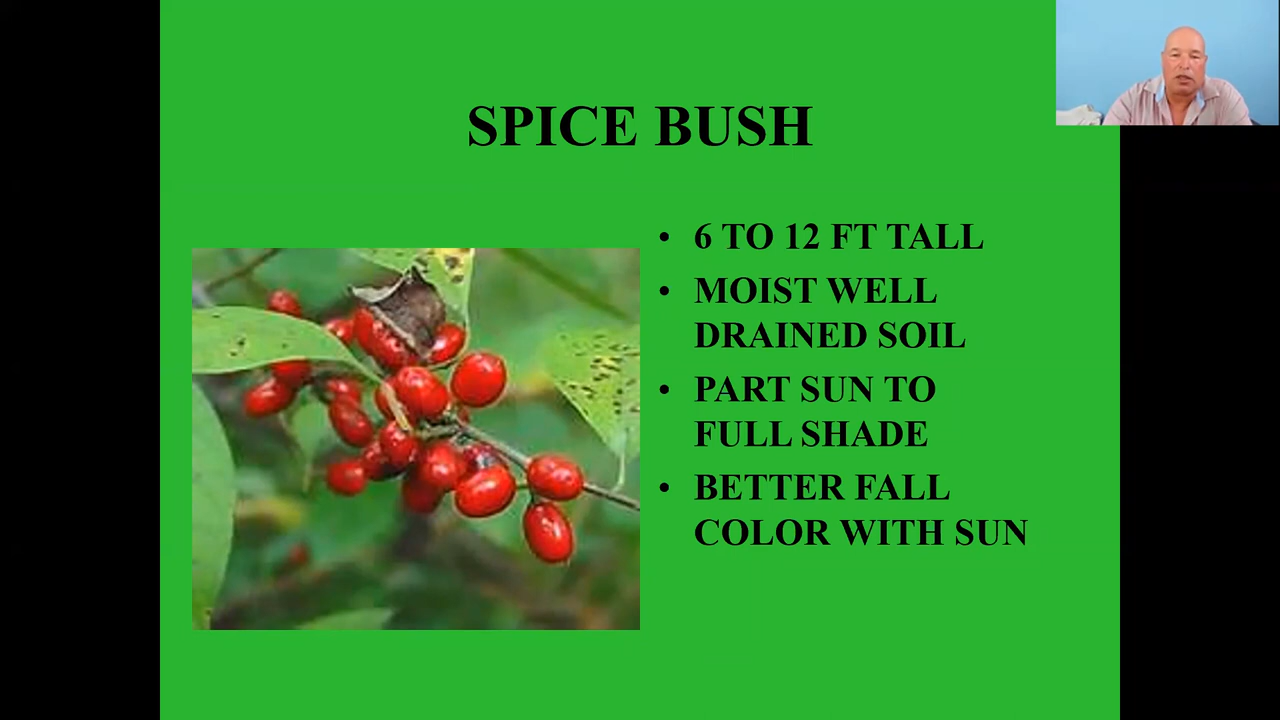 SPICE BUSH
• 6 TO 12 FT TALL
• MOIST WELL
DRAINED SOIL
• PART SUN TO
FULL SHADE
• BETTER FALL
COLOR WITH SUN